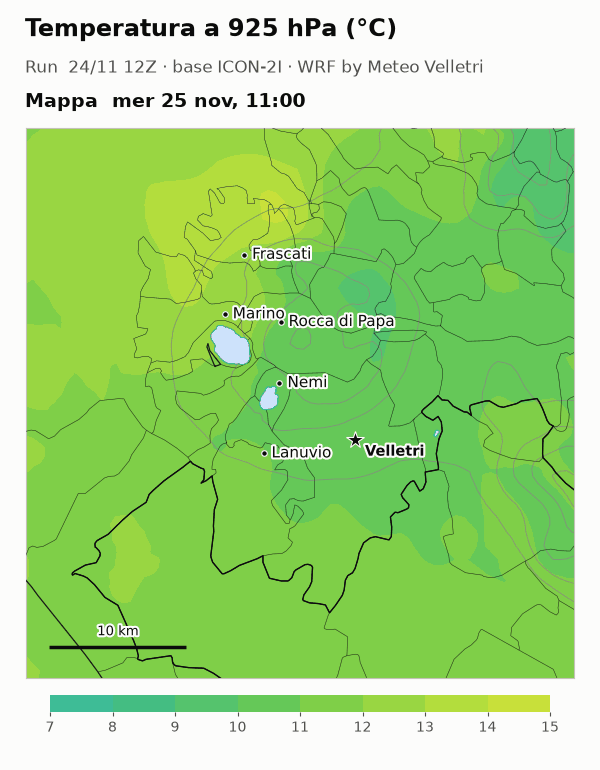 Temperatura a 925 hPa (°C)
Run  24/11 12Z · base ICON-2I · WRF by Meteo Velletri
Mappa  mer 25 nov, 11:00
Frascati
Marino
Rocca di Papa
Nemi
Velletri
Lanuvio
10 km
7 8 9 10 11 12 13 14 15